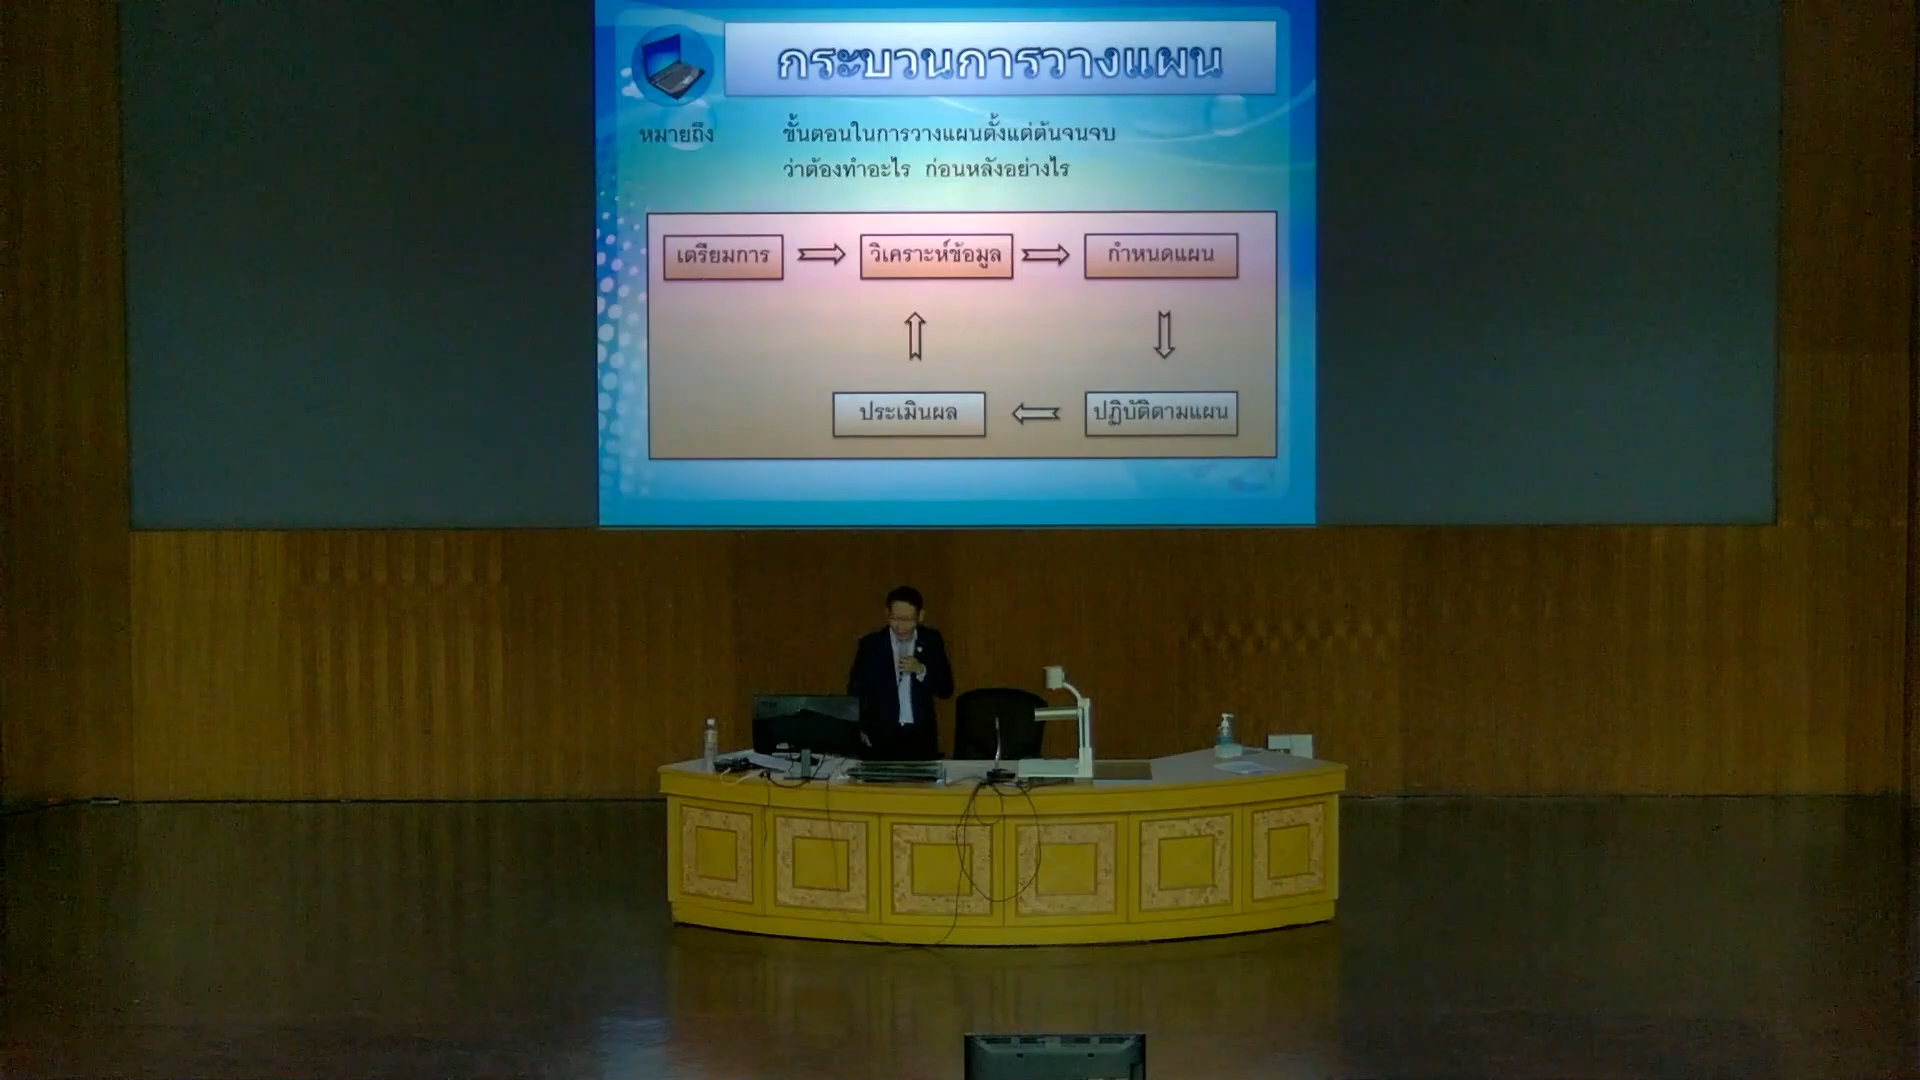 กระบวนการวางแผน
หมายถึง ขั้นตอนในการวางแผนตั้งแต่ต้นจนจบ
ว่าต้องทำอะไร ก่อนหลังอย่างไร
เตรียมการ
วิเคราะห์ข้อมูล
กำหนดแผน
ประเมินผล
ปฏิบัติตามแผน